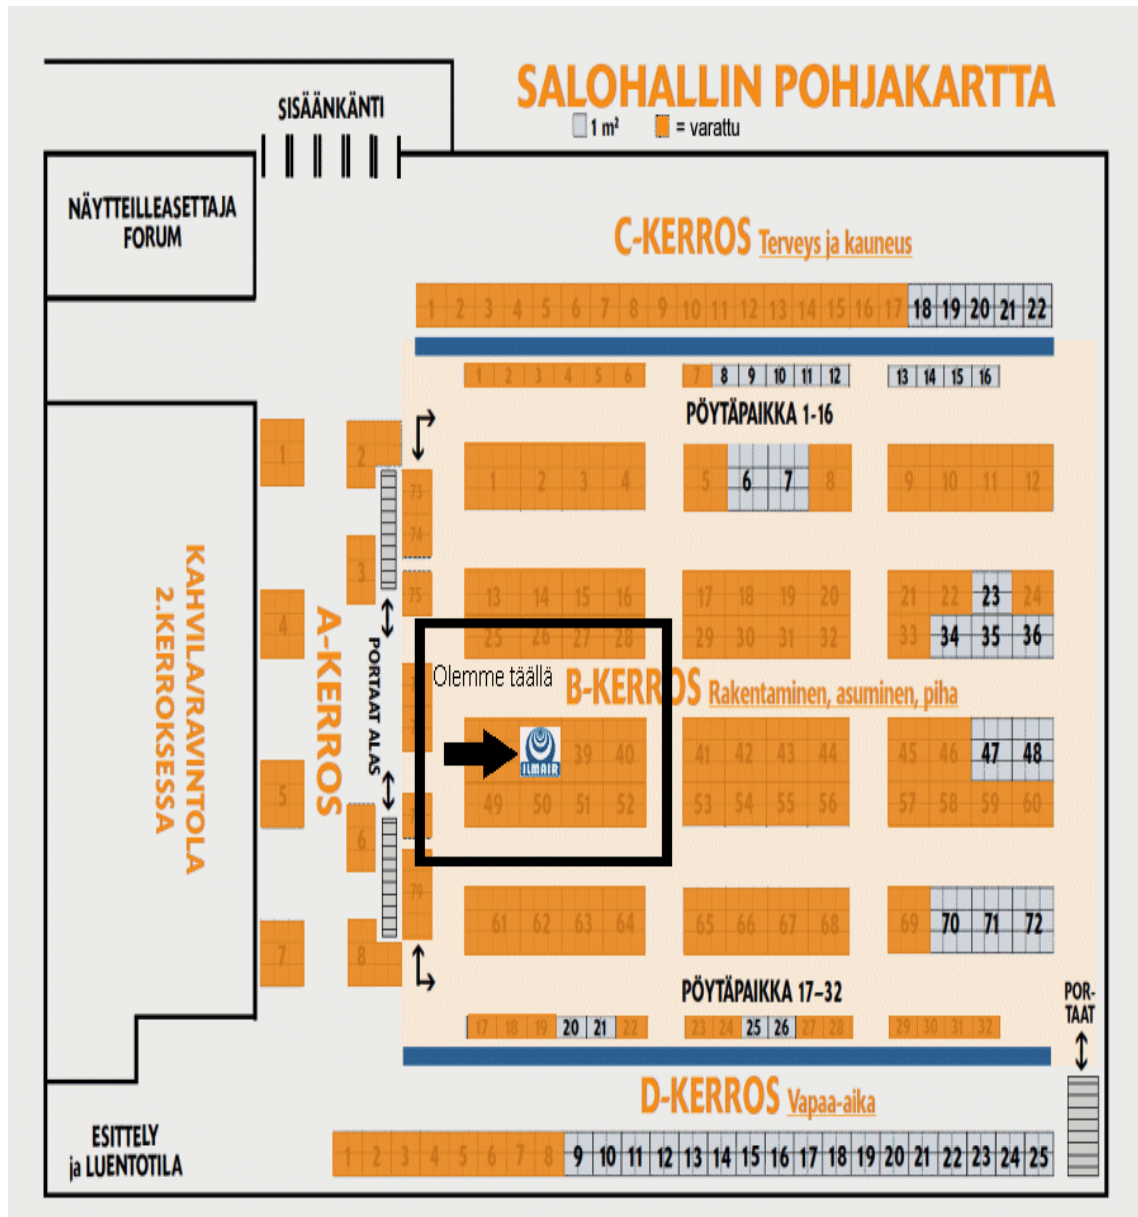 SALOHALLIN POHJAKARTTA
1 m² = varattu
SISÄÄNKÄNTI
NÄYTTEILLEASETTAJA
FORUM
C-KERROS Terveys ja kauneus
1 2 3 4 5 6 7 8 9 10 11 12 13 14 15 16 17 18 19 20 21 22
1 2 3 4 5 6 7 8 9 10 11 12 13 14 15 16
PÖYTÄPAIKKA 1-16
1 2
1 2 3 4 5 6 7 8 9 10 11 12
73
74
3
75
13 14 15 16 17 18 19 20 21 22 23 24
25 26 27 28 29 30 31 32 33 34 35 36
4
KAHVILA/RAVINTOLA
2.KERROKSESSA
A-KERROS
PORTAAT ALAS
Olemme täällä
B-KERROS Rakentaminen, asuminen, piha
ILMAIR
39 40 41 42 43 44 45 46 47 48
49 50 51 52 53 54 55 56 57 58 59 60
5
6
79
61 62 63 64 65 66 67 68 69 70 71 72
7 8
PÖYTÄPAIKKA 17–32
17 18 19 20 21 22 23 24 25 26 27 28 29 30 31 32
POR-
TAAT
D-KERROS Vapaa-aika
ESITTELY
ja LUENTOTILA
1 2 3 4 5 6 7 8 9 10 11 12 13 14 15 16 17 18 19 20 21 22 23 24 25